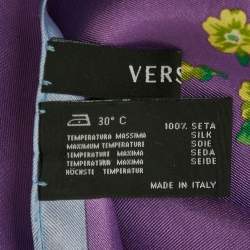 VERS
30° C
TEMPERATURA MASSIMA
MAXIMUM TEMPERATURE
TEMPERATURE MAXIMUM
TEMPERATURA MAXIMA
HÖCHSTE TEMPERATUR
100% SETA
SILK
SOIE
SEDA
SEIDE
MADE IN ITALY